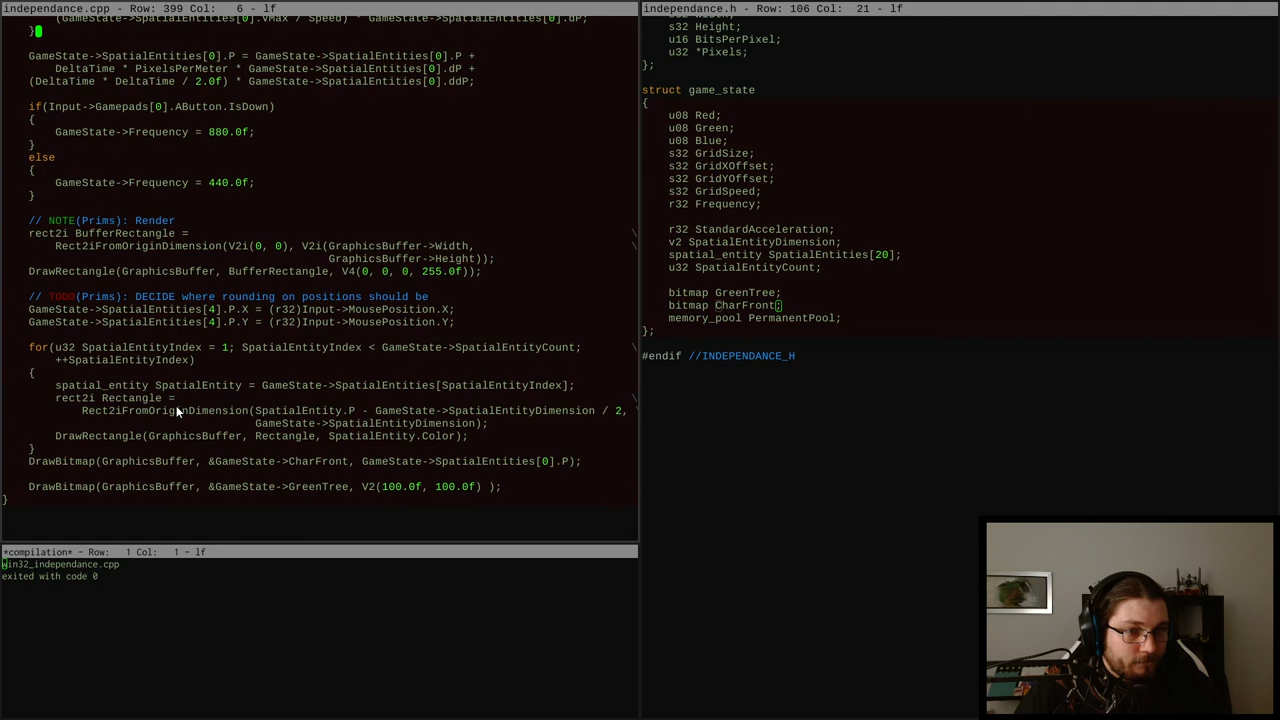 independance.cpp - Row: 399 Col:   6 - lf
        (GameState->SpatialEntities[0].VMax / Speed) * GameState->SpatialEntities[0].dP;
    }

    GameState->SpatialEntities[0].P = GameState->SpatialEntities[0].P +
        DeltaTime * PixelsPerMeter * GameState->SpatialEntities[0].dP +
    (DeltaTime * DeltaTime / 2.0f) * GameState->SpatialEntities[0].ddP;

    if(Input->Gamepads[0].AButton.IsDown)
    {
        GameState->Frequency = 880.0f;
    }
    else
    {
        GameState->Frequency = 440.0f;
    }

    // NOTE(Prims): Render
    rect2i BufferRectangle = \
        Rect2iFromOriginDimension(V2i(0, 0), V2i(GraphicsBuffer->Width, \
                                                 GraphicsBuffer->Height));
    DrawRectangle(GraphicsBuffer, BufferRectangle, V4(0, 0, 0, 255.0f));

    // TODO(Prims): DECIDE where rounding on positions should be
    GameState->SpatialEntities[4].P.X = (r32)Input->MousePosition.X;
    GameState->SpatialEntities[4].P.Y = (r32)Input->MousePosition.Y;

    for(u32 SpatialEntityIndex = 1; SpatialEntityIndex < GameState->SpatialEntityCount; \
        ++SpatialEntityIndex)
    {
        spatial_entity SpatialEntity = GameState->SpatialEntities[SpatialEntityIndex];
        rect2i Rectangle =
            Rect2iFromOriginDimension(SpatialEntity.P - GameState->SpatialEntityDimension / 2, \
                                      GameState->SpatialEntityDimension);
        DrawRectangle(GraphicsBuffer, Rectangle, SpatialEntity.Color);
    }
    DrawBitmap(GraphicsBuffer, &GameState->CharFront, GameState->SpatialEntities[0].P);

    DrawBitmap(GraphicsBuffer, &GameState->GreenTree, V2(100.0f, 100.0f) );
}
*compilation* - Row:   1 Col:   1 - lf
win32_independance.cpp
exited with code 0
independance.h - Row: 106 Col:  21 - lf
    s32 Width;
    s32 Height;
    u16 BitsPerPixel;
    u32 *Pixels;
};

struct game_state
{
    u08 Red;
    u08 Green;
    u08 Blue;
    s32 GridSize;
    s32 GridXOffset;
    s32 GridYOffset;
    s32 GridSpeed;
    r32 Frequency;

    r32 StandardAcceleration;
    v2 SpatialEntityDimension;
    spatial_entity SpatialEntities[20];
    u32 SpatialEntityCount;

    bitmap GreenTree;
    bitmap CharFront;
    memory_pool PermanentPool;
};

#endif //INDEPENDANCE_H